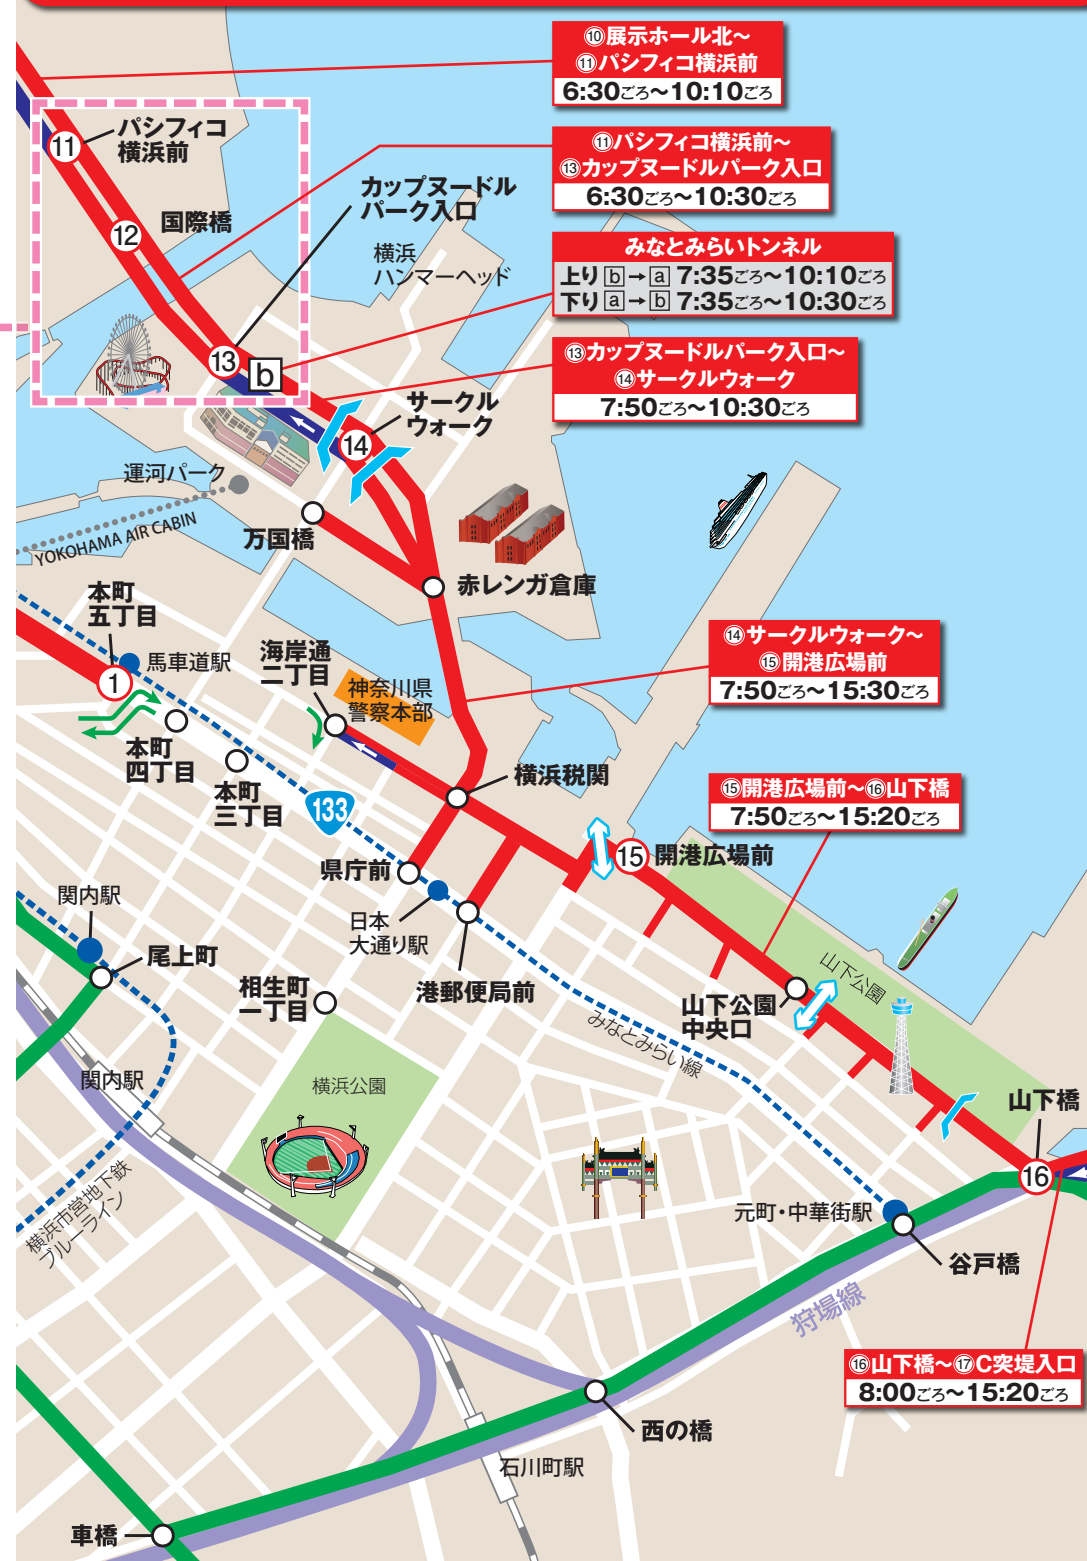 ⑩展示ホール北～
⑪パシフィコ横浜前
6:30ごろ～10:10ごろ
⑪
パシフィコ
横浜前
⑪パシフィコ横浜前～
⑬カップヌードルパーク入口
6:30ごろ～10:30ごろ
カップヌードル
パーク入口
⑫
国際橋
横浜
ハンマーヘッド
みなとみらいトンネル
上り b→a 7:35ごろ～10:10ごろ
下り a→b 7:35ごろ～10:30ごろ
⑬
b
⑬カップヌードルパーク入口～
⑭サークルウォーク
7:50ごろ～10:30ごろ
サークル
ウォーク
⑭
運河パーク
YOKOHAMA AIR CABIN
万国橋
赤レンガ倉庫
本町
五丁目
馬車道駅
①
海岸通
二丁目
神奈川県
警察本部
⑭サークルウォーク～
⑮開港広場前
7:50ごろ～15:30ごろ
本町
四丁目
本町
三丁目
133
横浜税関
⑮開港広場前～⑯山下橋
7:50ごろ～15:20ごろ
県庁前
⑮
開港広場前
関内駅
日本
大通り駅
尾上町
相生町
一丁目
港郵便局前
山下公園
山下公園
中央口
みなとみらい線
関内駅
横浜公園
山下橋
⑯
横浜市営地下鉄
ブルーライン
元町・中華街駅
谷戸橋
狩場線
⑯山下橋～⑰C突堤入口
8:00ごろ～15:20ごろ
西の橋
石川町駅
車橋